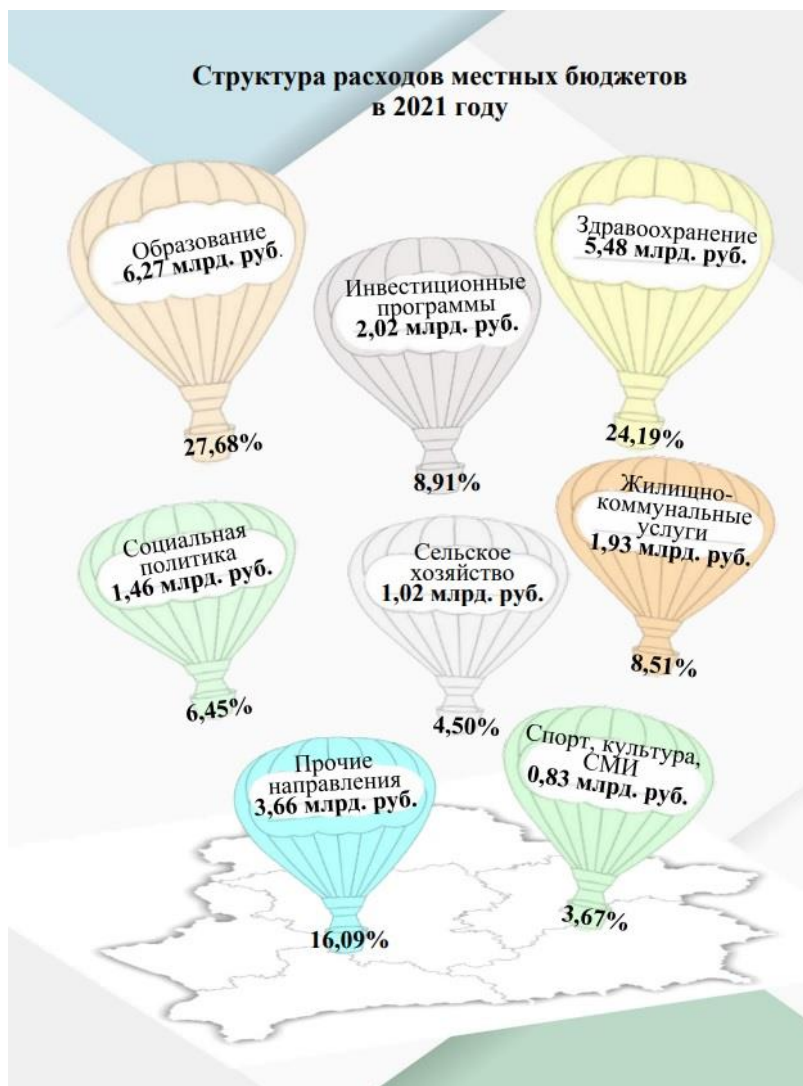 Структура расходов местных бюджетов
в 2021 году
Образование
6,27 млрд. руб.
27,68%
Инвестиционные
программы
2,02 млрд. руб.
8,91%
Здравоохранение
5,48 млрд. руб.
24,19%
Социальная
политика
1,46 млрд. руб.
6,45%
Сельское
хозяйство
1,02 млрд. руб.
4,50%
Жилищно-
коммунальные
услуги
1,93 млрд. руб.
8,51%
Прочие
направления
3,66 млрд. руб.
16,09%
Спорт, культура,
СМИ
0,83 млрд. руб.
3,67%